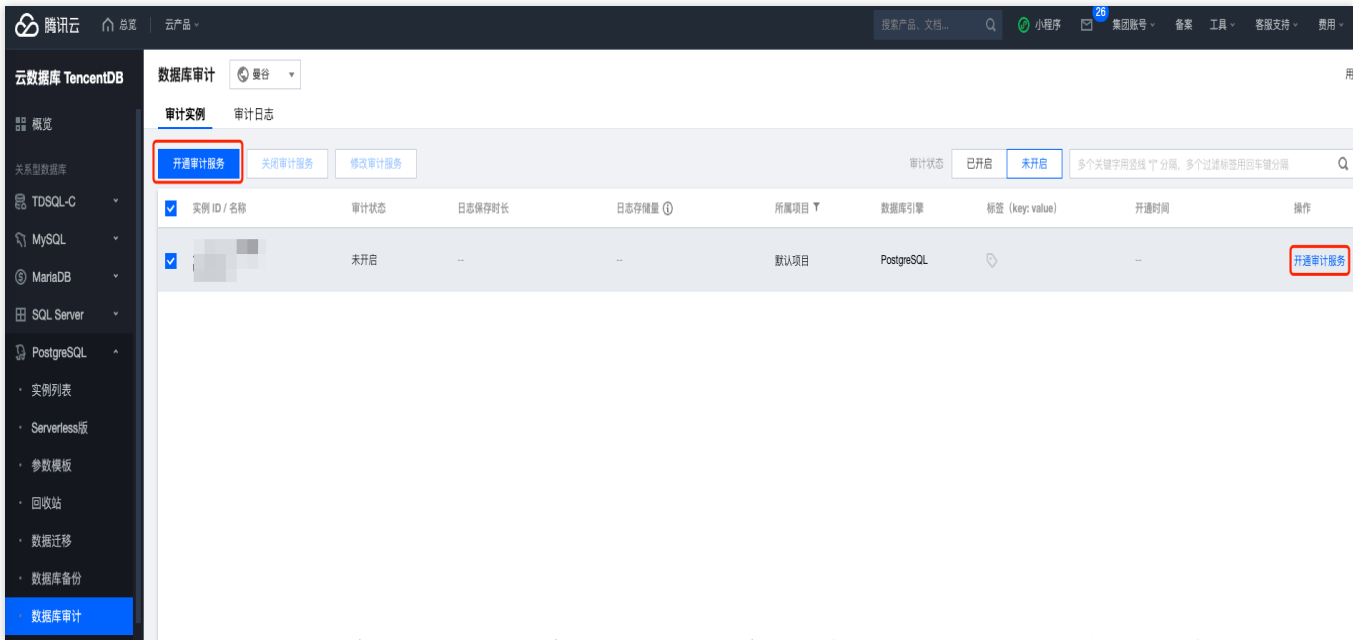 腾讯云 总览 云产品 搜索产品、文档... 小程序 26 集团账号 备案 工具 客服支持 费用
云数据库 TencentDB
数据库审计 曼谷 用
概览
审计实例 审计日志
关系型数据库
开通审计服务 关闭审计服务 修改审计服务 审计状态 已开启 未开启 多个关键字用竖线 "|" 分隔，多个过滤标签用回车键分隔
TDSQL-C
实例 ID / 名称 审计状态 日志保存时长 日志存储量 所属项目 数据库引擎 标签（key: value） 开通时间 操作
MySQL
未开启 -- -- 默认项目 PostgreSQL -- 开通审计服务
MariaDB
SQL Server
PostgreSQL
实例列表
Serverless版
参数模板
回收站
数据迁移
数据库备份
数据库审计